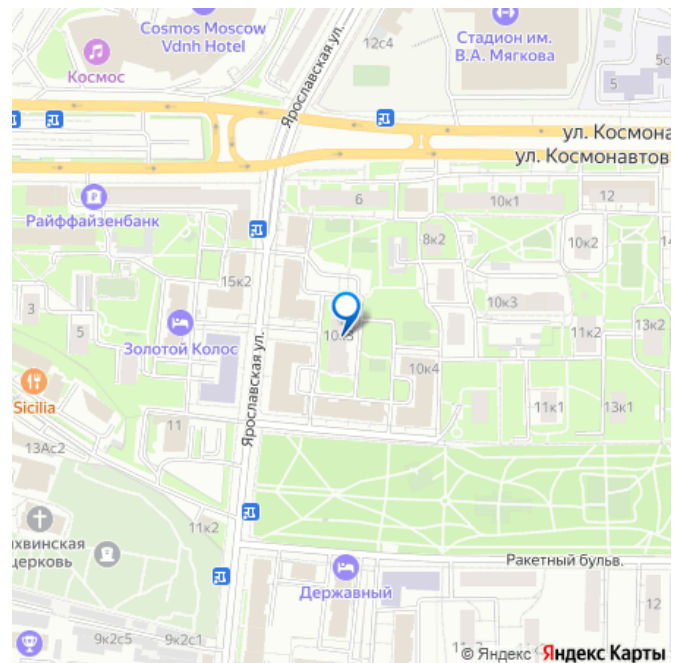 Cosmos Moscow
Vdnh Hotel
Космос
Ярославская ул.
12с4
Стадион им.
В.А. Мягкова
5
5с
ул. Космона
ул. Космонавтов
Райффайзенбанк
6
10к1
12
8к2
10к2
14
15к2
3
5
Золотой Колос
10к3
10к3
11к2
13к2
Ярославская ул.
10к4
Sicilia
11
11к1
13к1
13Ас2
11к2
хвинская
церковь
Ракетный бульв.
Державный
12
9к2с5
9к2с1
© Яндекс Яндекс Карты